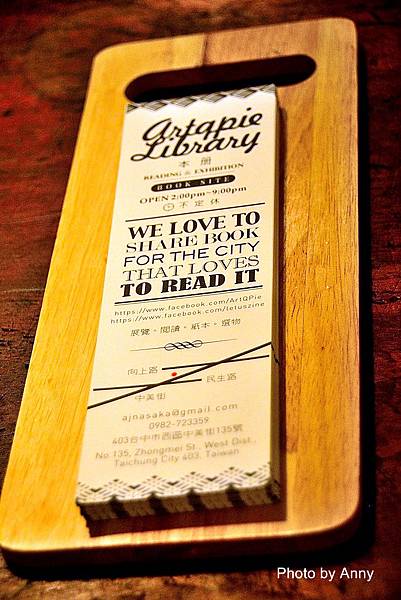 Artqpie
Library
本 冊
READING & EXHIBITION
BOOK SITE
OPEN 2:00pm~9:00pm
不定休
WE LOVE TO
SHARE BOOK
FOR THE CITY
THAT LOVES
TO READ IT
https://www.facebook.com/ArtQPie
https://www.facebook.com/letuszine
展覽。閱讀。紙本。選物
向上路
民生路
中美街
ajnasaka@gmail.com
0982-723359
403台中市西區中美街135號
No 135, Zhongmei St., West Dist.,
Taichung City 403, Taiwan
Photo by Anny